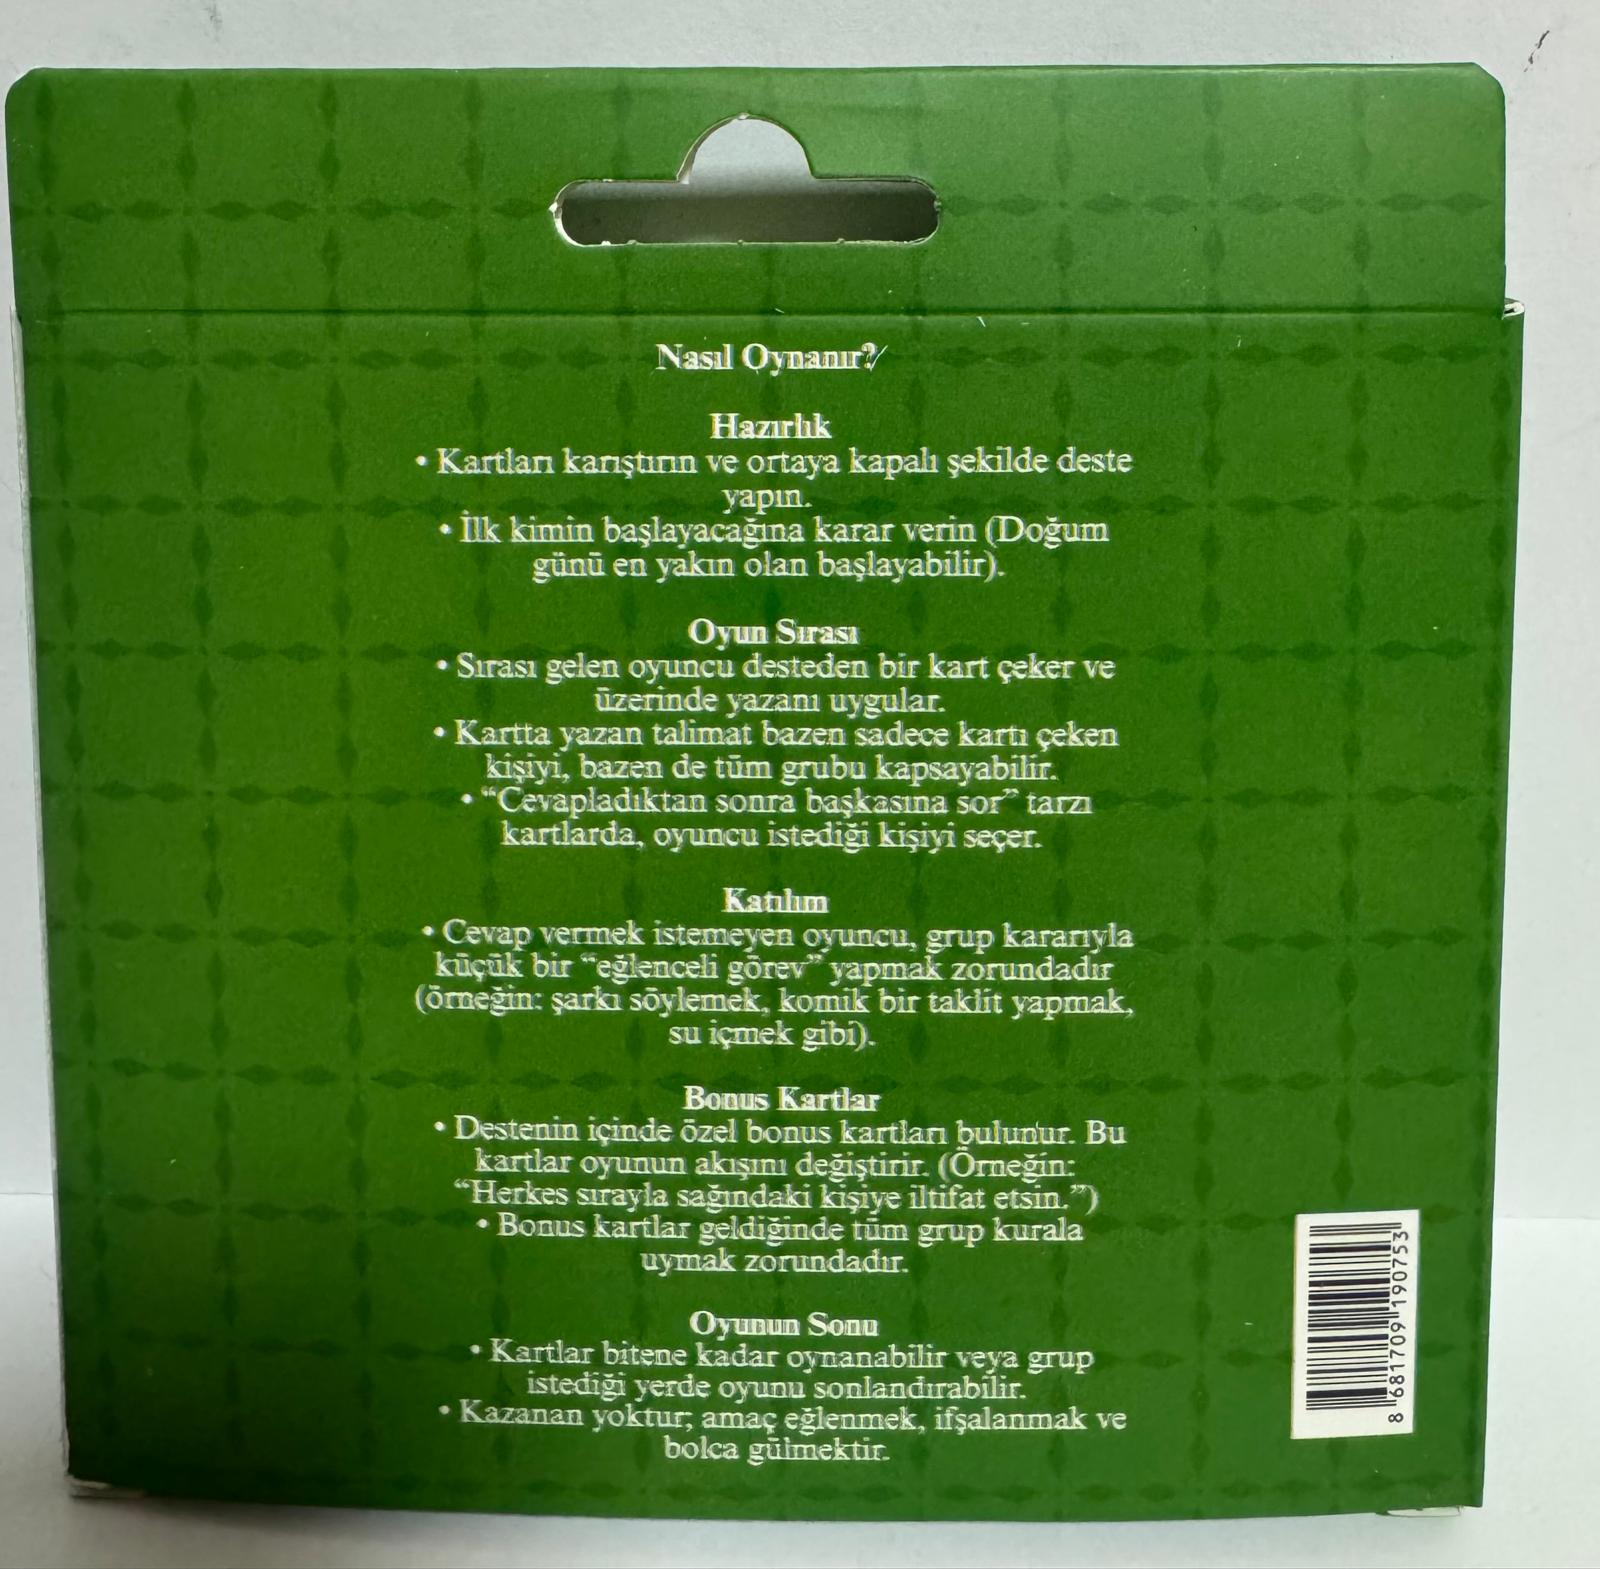 Nasıl Oynanır?
Hazırlık
• Kartları karıştırın ve ortaya kapalı şekilde deste
yapın.
• İlk kimin başlayacağına karar verin (Doğum
günü en yakın olan başlayabilir).
Oyun Sırası
• Sırası gelen oyuncu desteden bir kart çeker ve
üzerinde yazanı uygular.
• Kartta yazan talimat bazen sadece kartı çeken
kişiyi, bazen de tüm grubu kapsayabilir.
• “Cevapladıktan sonra başkasına sor” tarzı
kartlarda, oyuncu istediği kişiyi seçer.
Katılım
• Cevap vermek istemeyen oyuncu, grup kararıyla
küçük bir “eğlenceli görev” yapmak zorundadır
(örneğin: şarkı söylemek, komik bir taklit yapmak,
su içmek gibi).
Bonus Kartlar
• Destenin içinde özel bonus kartları bulunur. Bu
kartlar oyunun akışını değiştirir. (Örneğin:
“Herkes sırayla sağındaki kişiye iltifat etsin.”)
• Bonus kartlar geldiğinde tüm grup kurala
uymak zorundadır.
Oyunun Sonu
• Kartlar bitene kadar oynanabilir veya grup
istediği yerde oyunu sonlandırabilir.
• Kazanan yoktur; amaç eğlenmek, ifşalanmak ve
bolca gülmektir.
8 681709 190753